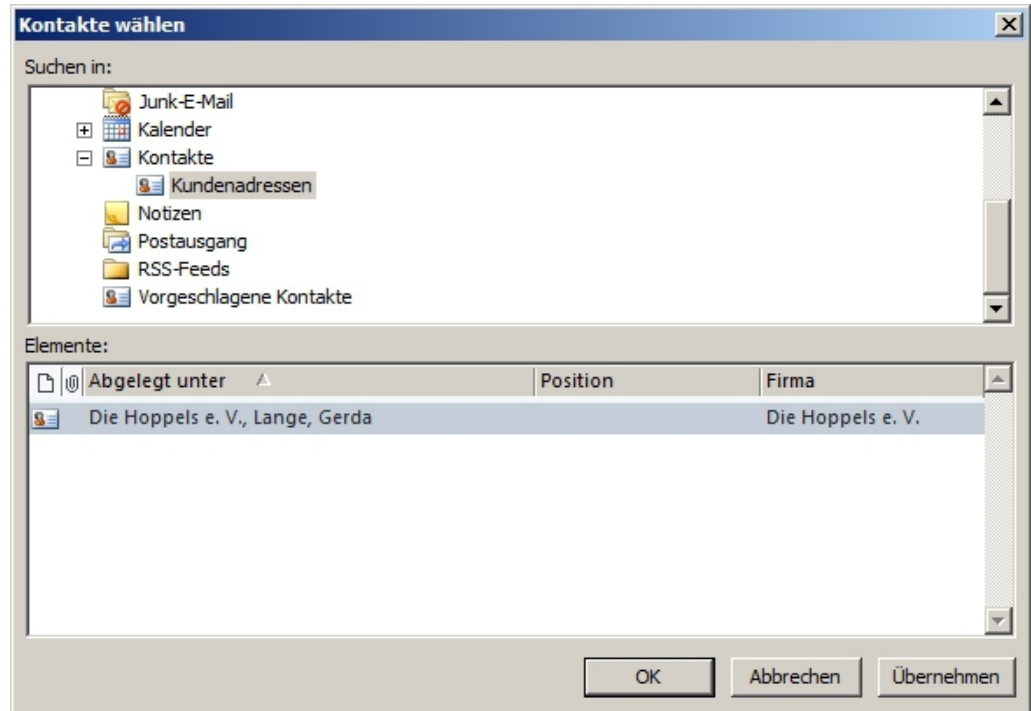 Kontakte wählen
Suchen in:
Junk-E-Mail
Kalender
Kontakte
Kundenadressen
Notizen
Postausgang
RSS-Feeds
Vorgeschlagene Kontakte
Elemente:
Abgelegt unter Position Firma
Die Hoppels e. V., Lange, Gerda Die Hoppels e. V.
OK Abbrechen Übernehmen